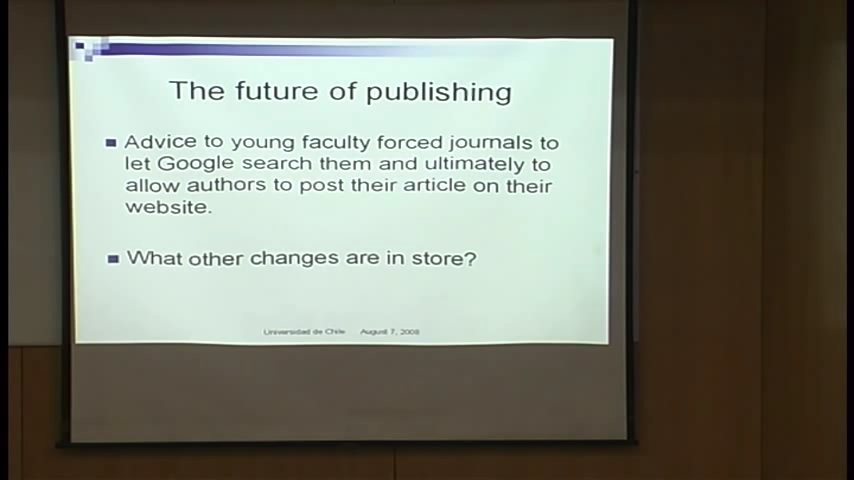 The future of publishing
Advice to young faculty forced journals to
let Google search them and ultimately to
allow authors to post their article on their
website.
What other changes are in store?
Universidad de Chile August 7, 2008